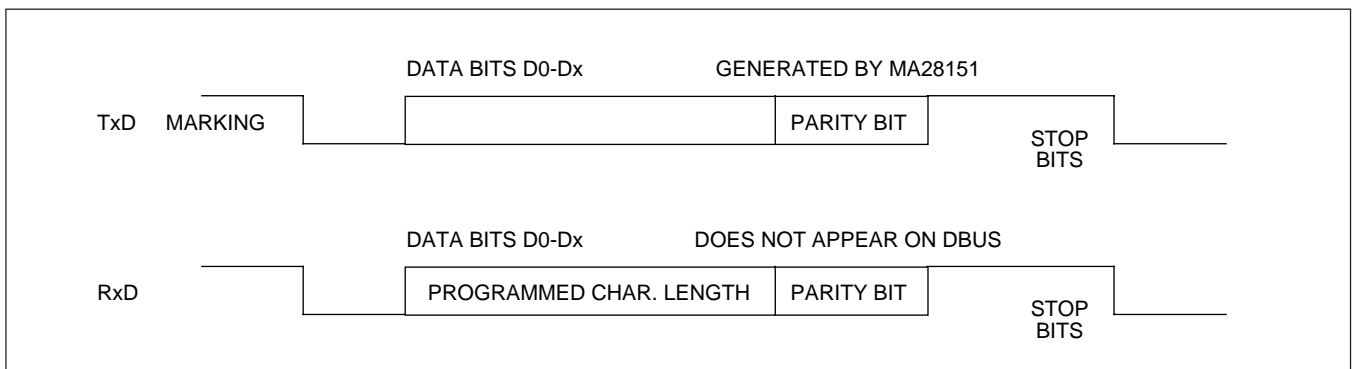 DATA BITS D0-Dx GENERATED BY MA28151
TxD MARKING PARITY BIT
STOP
BITS
DATA BITS D0-Dx DOES NOT APPEAR ON DBUS
RxD PROGRAMMED CHAR. LENGTH PARITY BIT
STOP
BITS